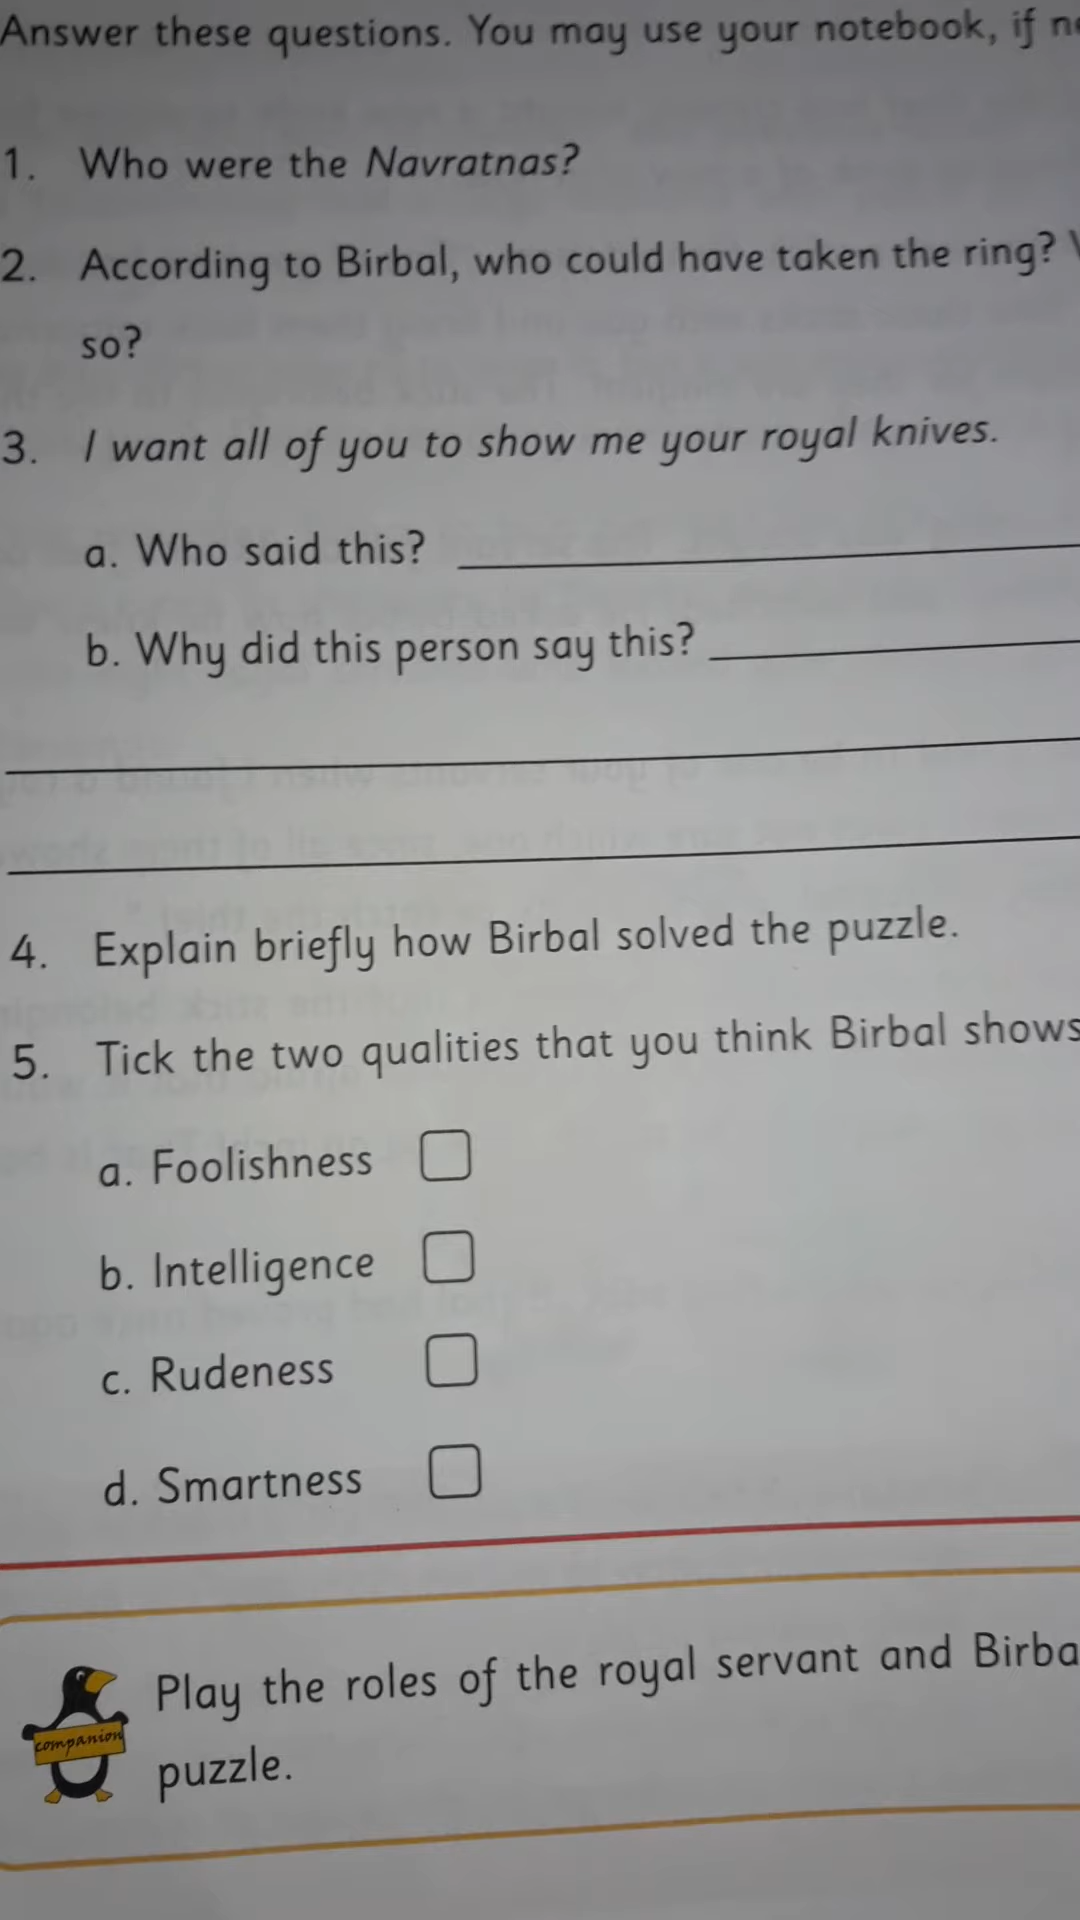 Answer these questions. You may use your notebook, if
1. Who were the Navratnas?
2. According to Birbal, who could have taken the ring?
so?
3. I want all of you to show me your royal knives.
a. Who said this?
b. Why did this person say this?
4. Explain briefly how Birbal solved the puzzle.
5. Tick the two qualities that you think Birbal shows
a. Foolishness
b. Intelligence
c. Rudeness
d. Smartness
Play the roles of the royal servant and
companion
puzzle.